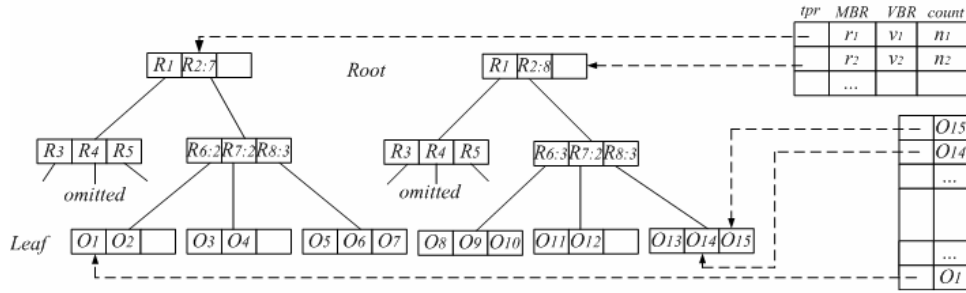 tpr MBR VBR count
r1 v1 n1
r2 v2 n2
...
R1 R2:7
Root
R1 R2:8
R3 R4 R5
R6:2 R7:2 R8:3
R3 R4 R5
R6:3 R7:2 R8:3
omitted
omitted
O15
O14
...
...
O1
Leaf
O1 O2
O3 O4
O5 O6 O7
O8 O9 O10
O11 O12
O13 O14 O15